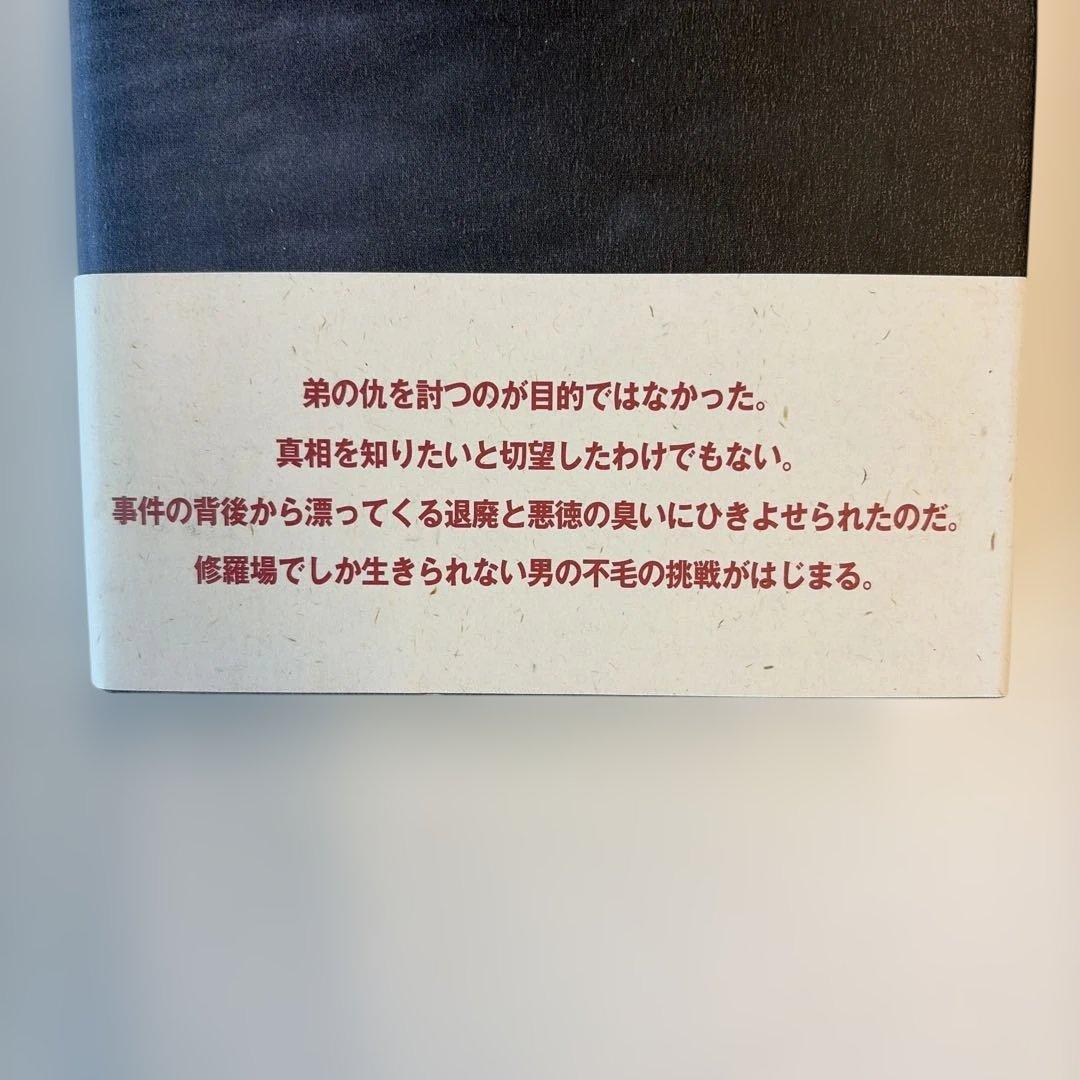 弟の仇を討つのが目的ではなかった。
真相を知りたいと切望したわけでもない。
事件の背後から漂ってくる退廃と悪徳の臭いにひきよせられたのだ。
修羅場でしか生きられない男の不毛の挑戦がはじまる。